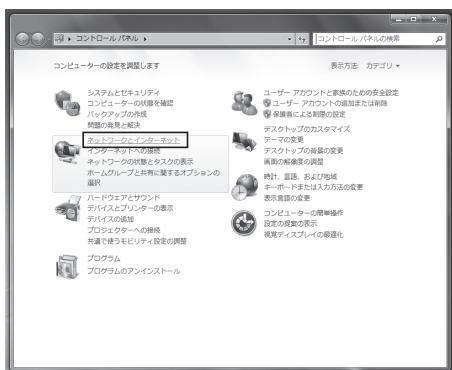 コントロール パネル
コントロール パネルの検索
コンピューターの設定を調整します
表示方法: カテゴリ
システムとセキュリティ
コンピューターの状態を確認
バックアップの作成
問題の発見と解決
ネットワークとインターネット
インターネットへの接続
ネットワークの状態とタスクの表示
ホームグループと共有に関するオプションの
選択
ハードウェアとサウンド
デバイスとプリンターの表示
デバイスの追加
プロジェクターへの接続
共通で使うモビリティ設定の調整
プログラム
プログラムのアンインストール
ユーザー アカウントと家族のための安全設定
ユーザー アカウントの追加または削除
保護者による制限の設定
デスクトップのカスタマイズ
テーマの変更
デスクトップの背景の変更
画面の解像度の調整
時計、言語、および地域
キーボードまたは入力方法の変更
表示言語の変更
コンピューターの簡単操作
設定の提案の表示
視覚ディスプレイの最適化